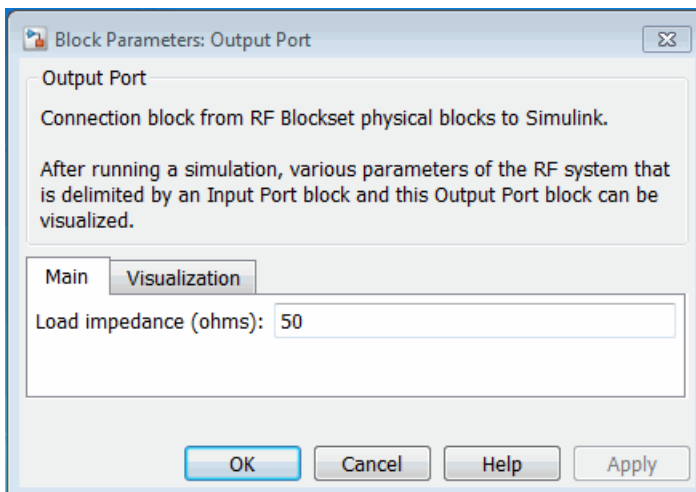 Block Parameters: Output Port
Output Port
Connection block from RF Blockset physical blocks to Simulink.
After running a simulation, various parameters of the RF system that
is delimited by an Input Port block and this Output Port block can be
visualized.
Main Visualization
Load impedance (ohms): 50
OK Cancel Help Apply